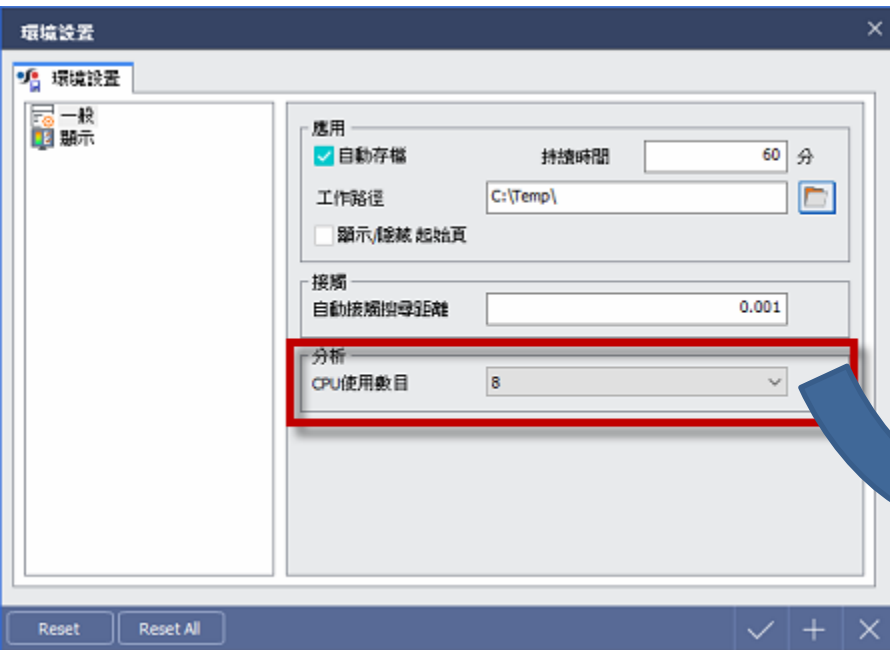 環境設置
環境設置
一般
顯示
應用
自動存檔 持續時間 60 分
工作路徑 C:\Temp\
顯示/隱藏 起始頁
接觸
自動接觸搜尋距離 0.001
分析
CPU使用數目 8
Reset Reset All